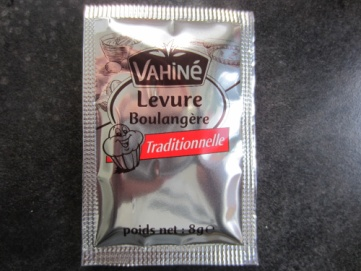 VAHINÉ
Levure
Boulangère
Traditionnelle
poids net : 8g℮